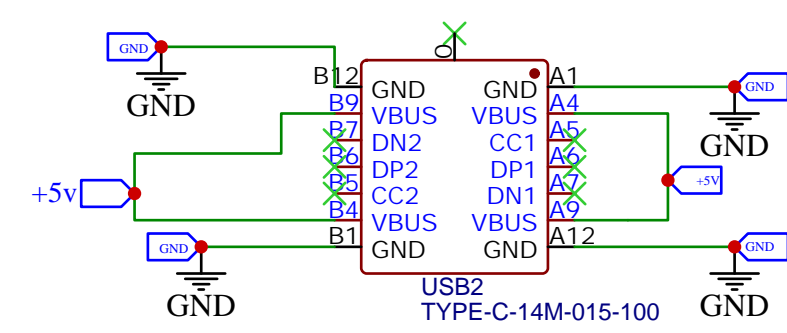 GND
GND
B12 GND GND A1
GND
GND
B9 VBUS VBUS A4
B7 DN2 CC1 A5
B6 DP2 DP1 A6
+5v
B5 CC2 DN1 A7
+5V
B4 VBUS VBUS A9
B1 GND GND A12
GND
GND
GND
GND
0
USB2
TYPE-C-14M-015-100